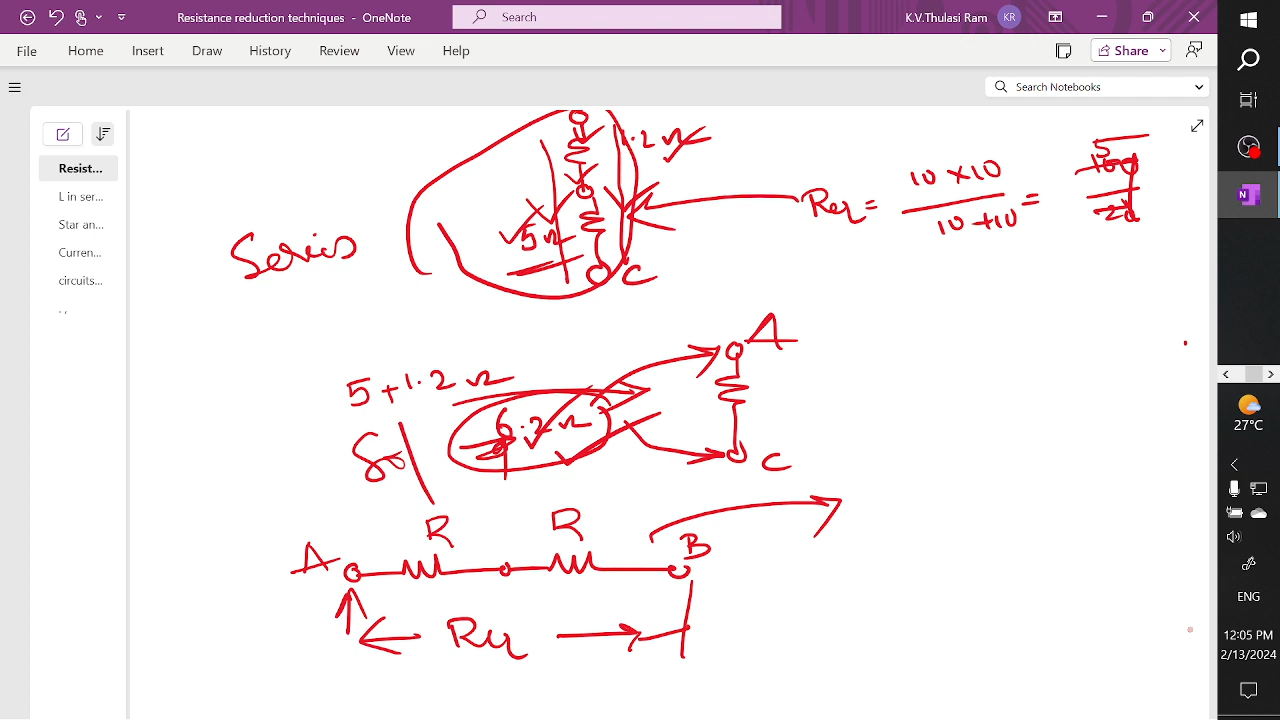 Resistance reduction techniques - OneNote
Search
K.V.Thulasi Ram
KR
File Home Insert Draw History Review View Help
Share
Search Notebooks
Resist...
L in ser...
Star an...
Curren...
circuits...
. ,
1.2 Ω
5Ω
C
Series
Req = 10 × 10 / 10 + 10 = 5 100 / 20
A
5 + 1.2 Ω
6.2 Ω
C
R R
A B
Req
27°C
ENG
12:05 PM
2/13/2024